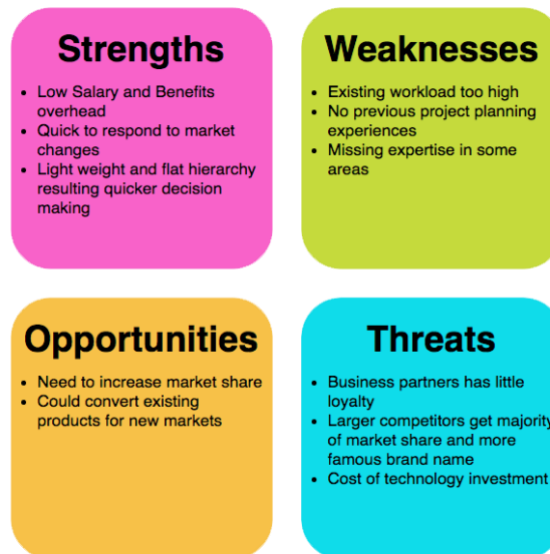 Strengths
• Low Salary and Benefits
overhead
• Quick to respond to market
changes
• Light weight and flat hierarchy
resulting quicker decision
making
Weaknesses
• Existing workload too high
• No previous project planning
experiences
• Missing expertise in some
areas
Opportunities
• Need to increase market share
• Could convert existing
products for new markets
Threats
• Business partners has little
loyalty
• Larger competitors get majority
of market share and more
famous brand name
• Cost of technology investment